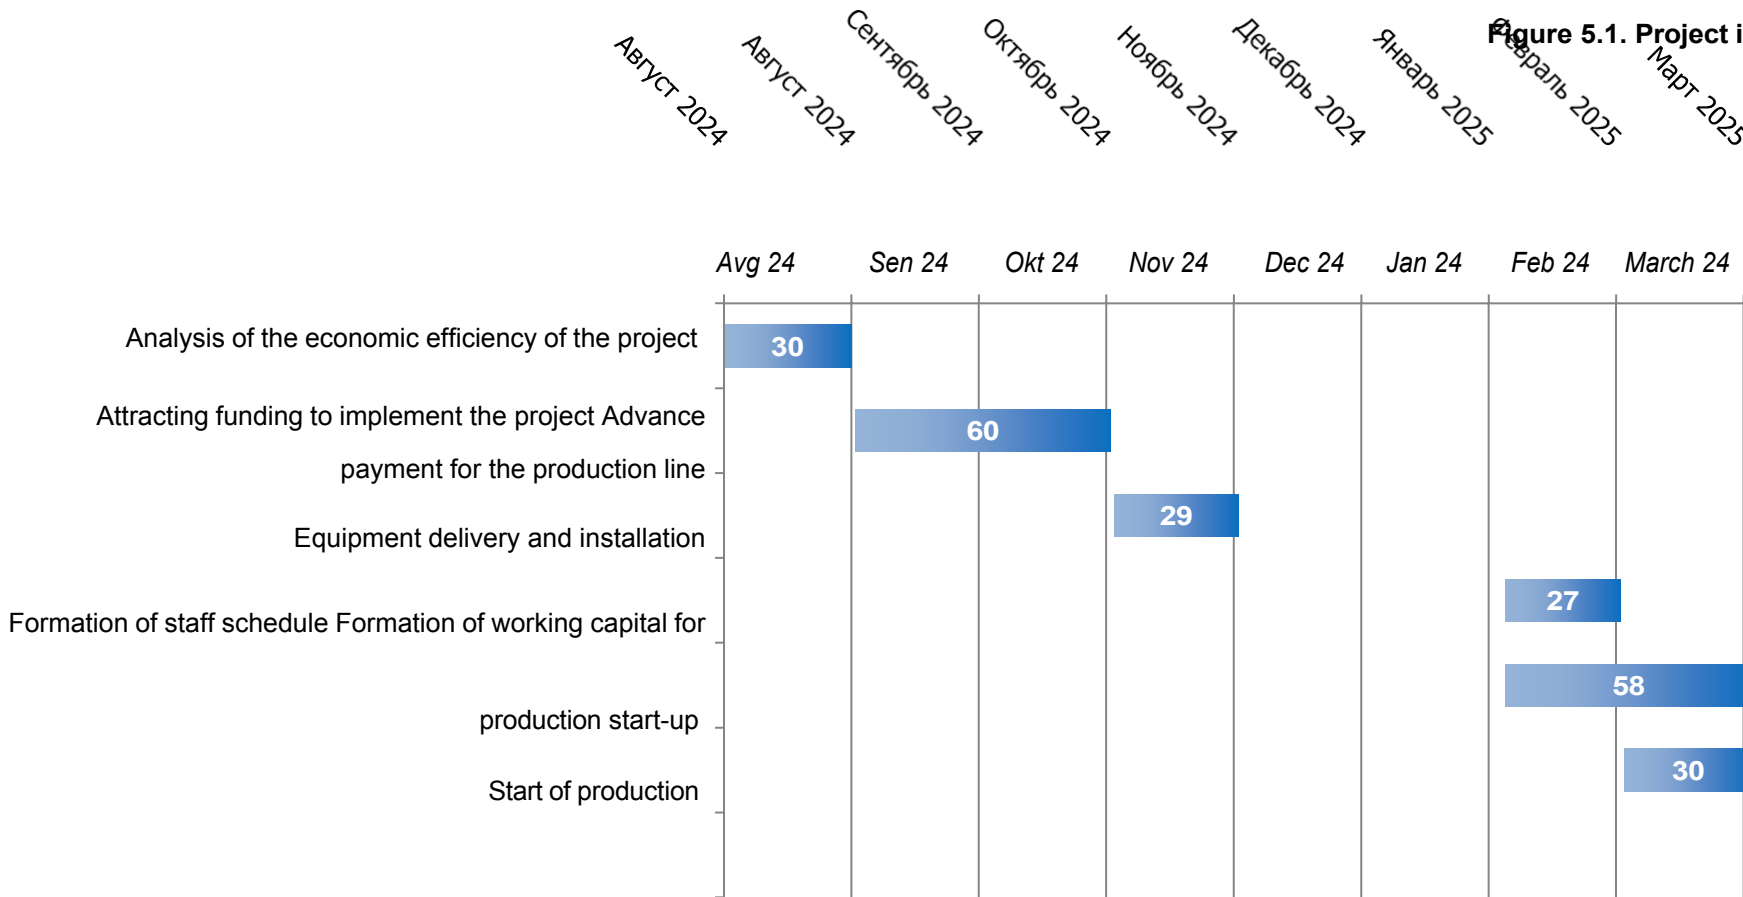 Figure 5.1. Project i
Август 2024
Август 2024
Сентябрь 2024
Октябрь 2024
Ноябрь 2024
Декабрь 2024
Январь 2025
Февраль 2025
Март 2025
Avg 24 Sen 24 Okt 24 Nov 24 Dec 24 Jan 24 Feb 24 March 24
Analysis of the economic efficiency of the project
30
Attracting funding to implement the project Advance
60
payment for the production line
29
Equipment delivery and installation
27
Formation of staff schedule Formation of working capital for
58
production start-up
30
Start of production